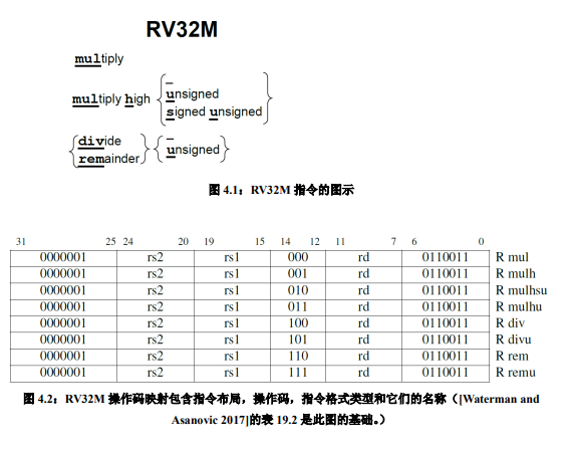 RV32M
multiply
multiply high { _
unsigned
signed unsigned }
{ divide
remainder } { _
unsigned }
图 4.1：RV32M 指令的图示
31 25 24 20 19 15 14 12 11 7 6 0
0000001 rs2 rs1 000 rd 0110011 R mul
0000001 rs2 rs1 001 rd 0110011 R mulh
0000001 rs2 rs1 010 rd 0110011 R mulhsu
0000001 rs2 rs1 011 rd 0110011 R mulhu
0000001 rs2 rs1 100 rd 0110011 R div
0000001 rs2 rs1 101 rd 0110011 R divu
0000001 rs2 rs1 110 rd 0110011 R rem
0000001 rs2 rs1 111 rd 0110011 R remu
图 4.2：RV32M 操作码映射包含指令布局，操作码，指令格式类型和它们的名称（[Waterman and
Asanovic 2017]的表 19.2 是此图的基础。）